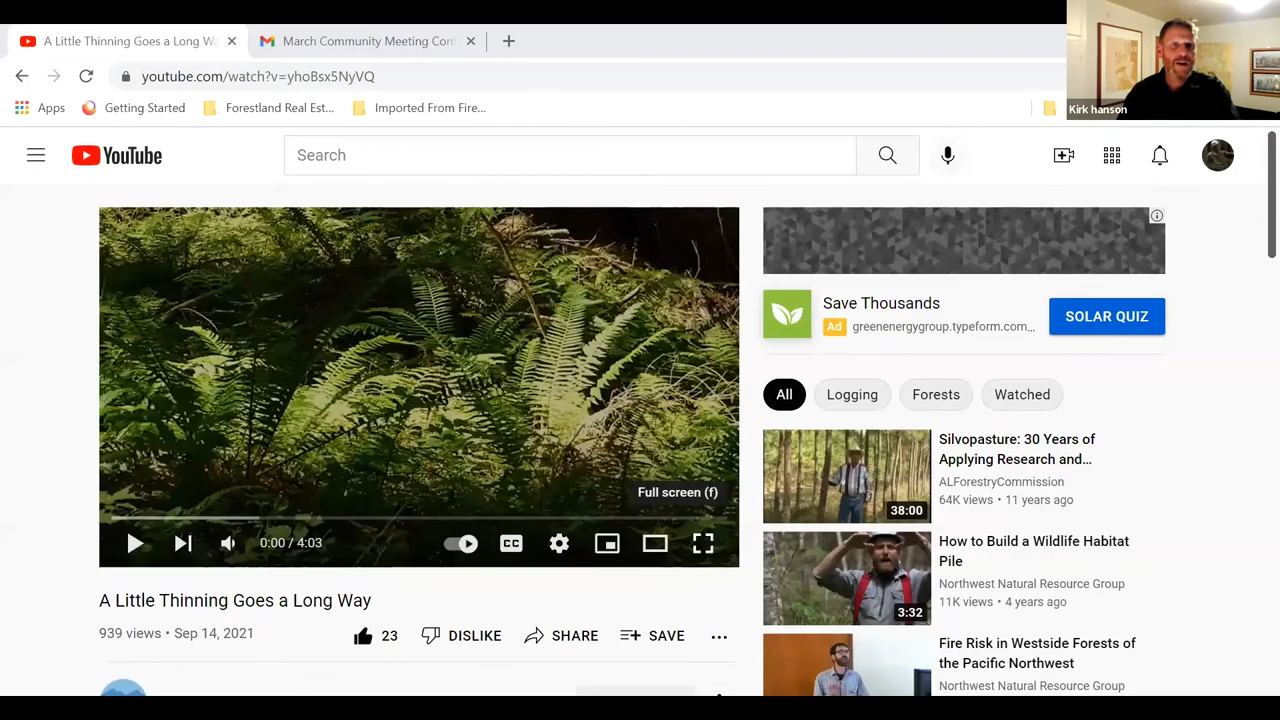 A Little Thinning Goes a Long Wa
March Community Meeting Con
youtube.com/watch?v=yhoBsx5NyVQ
Apps
Getting Started
Forestland Real Est...
Imported From Fire...
Kirk hanson
YouTube
Search
Full screen (f)
0:00 / 4:03
CC
A Little Thinning Goes a Long Way
939 views • Sep 14, 2021
23
DISLIKE
SHARE
SAVE
Save Thousands
Ad
greenenergygroup.typeform.com...
SOLAR QUIZ
All
Logging
Forests
Watched
38:00
Silvopasture: 30 Years of
Applying Research and...
ALForestryCommission
64K views • 11 years ago
3:32
How to Build a Wildlife Habitat
Pile
Northwest Natural Resource Group
11K views • 4 years ago
Fire Risk in Westside Forests of
the Pacific Northwest
Northwest Natural Resource Group